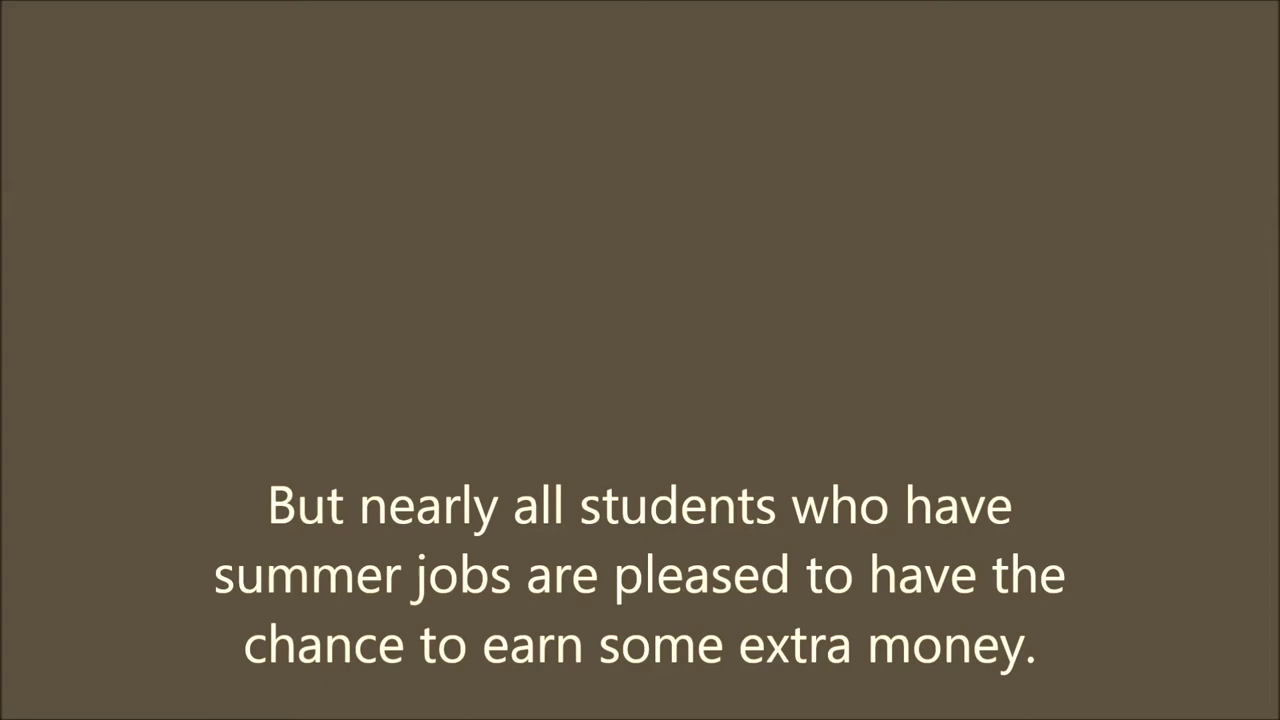 But nearly all students who have
summer jobs are pleased to have the
chance to earn some extra money.